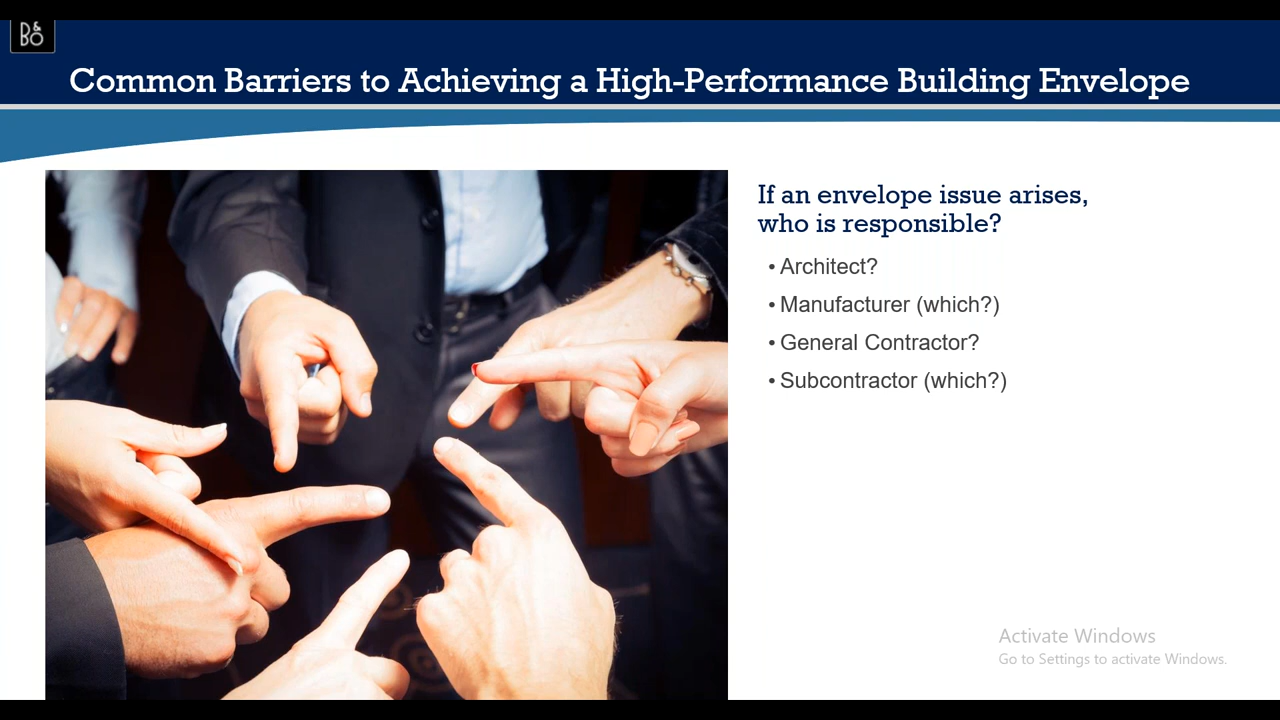 B&
BO
Common Barriers to Achieving a High-Performance Building Envelope
If an envelope issue arises,
who is responsible?
• Architect?
• Manufacturer (which?)
• General Contractor?
• Subcontractor (which?)
Activate Windows
Go to Settings to activate Windows.